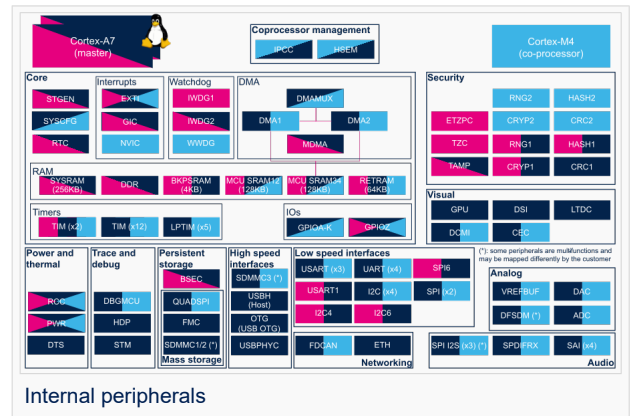 Cortex-A7
(master)
Coprocessor management
IPCC
HSEM
Cortex-M4
(co-processor)
Core
STGEN
SYSCFG
RTC
Interrupts
EXTI
GIC
NVIC
Watchdog
IWDG1
IWDG2
WWDG
DMA
DMAMUX
DMA1
DMA2
MDMA
Security
RNG2
HASH2
ETZPC
CRYP2
CRC2
TZC
RNG1
HASH1
TAMP
CRYP1
CRC1
RAM
SYSRAM
(256KB)
DDR
BKPSRAM
(4KB)
MCU SRAM12
(128KB)
MCU SRAM34
(128KB)
RETRAM
(64KB)
Timers
TIM (x2)
TIM (x12)
LPTIM (x5)
IOs
GPIOA-K
GPIOZ
Visual
GPU
DSI
LTDC
DCMI
CEC
(*): some peripherals are multifunctions and
may be mapped differently by the customer
Power and
thermal
RCC
PWR
DTS
Trace and
debug
DBGMCU
HDP
STM
Persistent
storage
BSEC
QUADSPI
FMC
SDMMC1/2 (*)
Mass storage
High speed
interfaces
SDMMC3 (*)
USBH
(Host)
OTG
(USB OTG)
USBPHYC
Low speed interfaces
USART (x3)
UART (x4)
SPI6
USART1
I2C (x4)
SPI (x2)
I2C4
I2C6
FDCAN
ETH
Networking
Analog
VREFBUF
DAC
DFSDM (*)
ADC
SPI I2S (x3) (*)
SPDIFRX
SAI (x4)
Audio
Internal peripherals